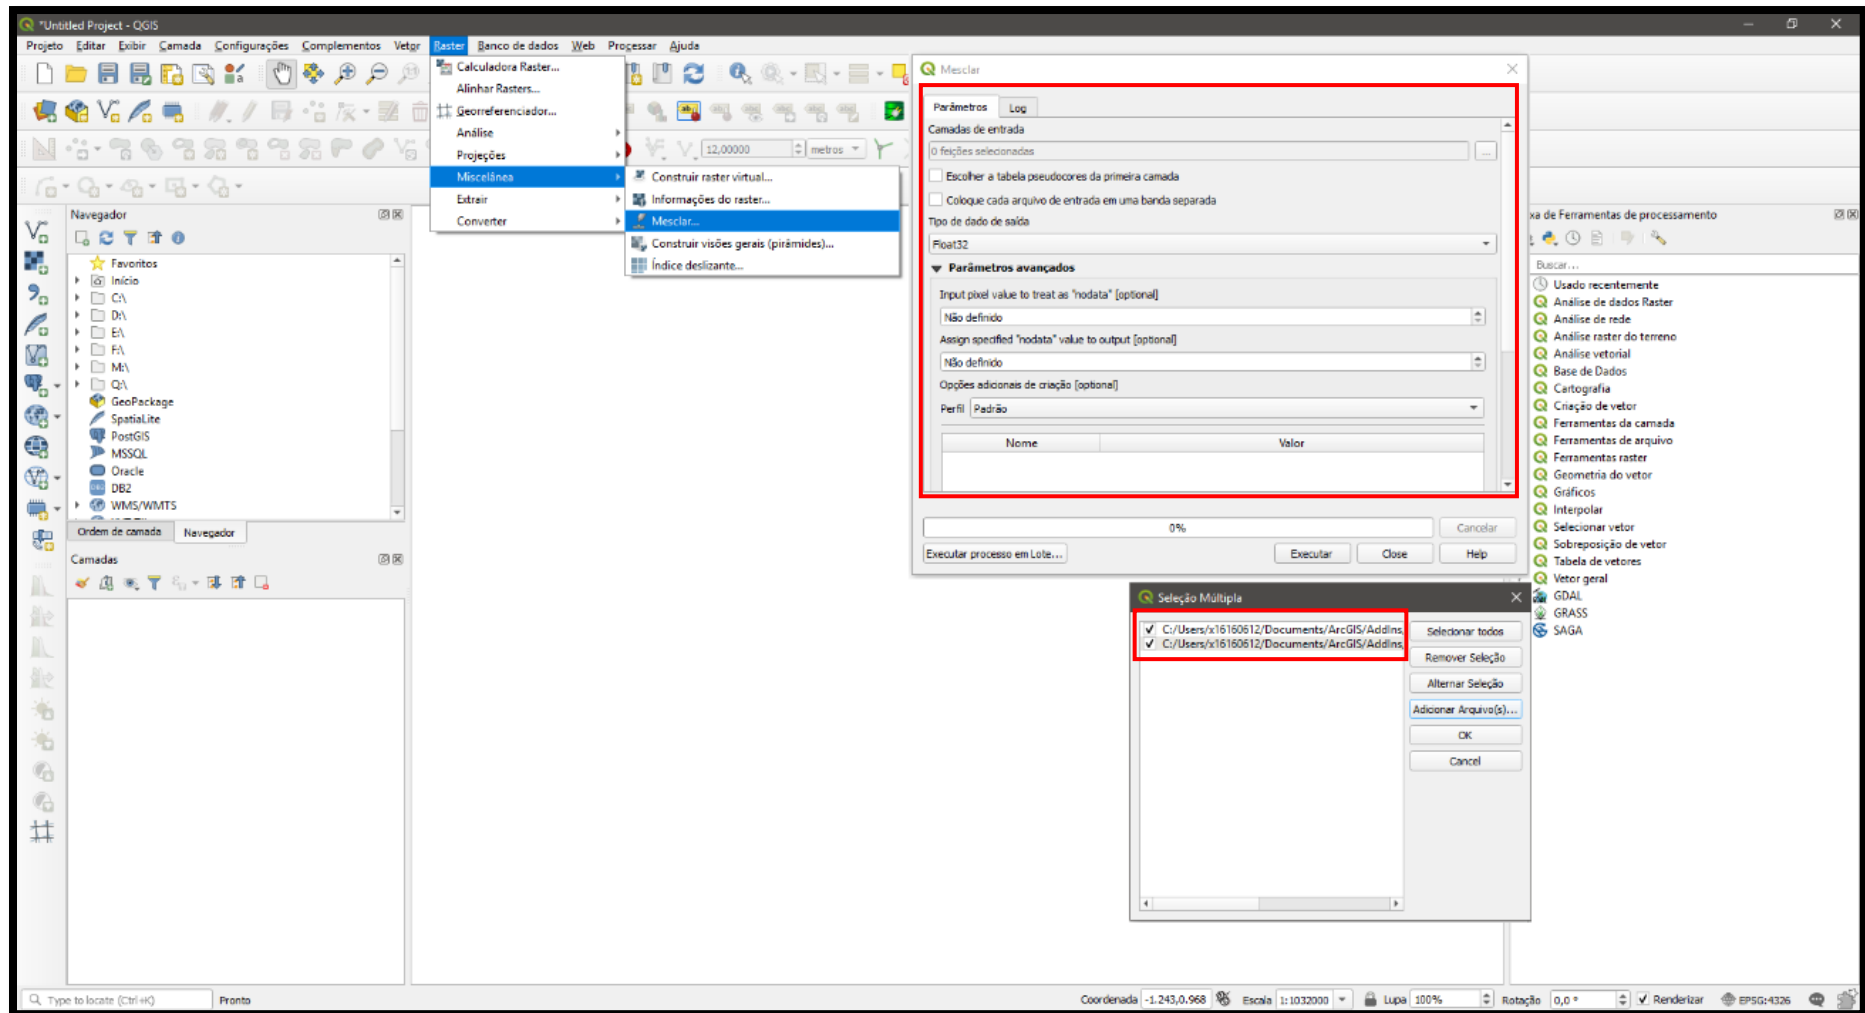 *Untitled Project - QGIS
Projeto Editar Exibir Camada Configurações Complementos Vetor Raster Banco de dados Web Processar Ajuda
Calculadora Raster...
Alinhar Rasters...
Georreferenciador...
Análise
Projeções
Miscelânea
Extrair
Converter
Construir raster virtual...
Informações do raster...
Mesclar...
Construir visões gerais (pirâmides)...
Índice deslizante...
12,00000 metros
Navegador
Favoritos
Início
C:\
D:\
E:\
F:\
M:\
Q:\
GeoPackage
SpatiaLite
PostGIS
MSSQL
Oracle
DB2
WMS/WMTS
Ordem de camada Navegador
Camadas
Mesclar
Parâmetros Log
Camadas de entrada
0 feições selecionadas ...
Escolher a tabela pseudocores da primeira camada
Coloque cada arquivo de entrada em uma banda separada
Tipo de dado de saída
Float32
Parâmetros avançados
Input pixel value to treat as "nodata" [optional]
Não definido
Assign specified "nodata" value to output [optional]
Não definido
Opções adicionais de criação [optional]
Perfil Padrão
Nome Valor
0% Cancelar
Executar processo em Lote... Executar Close Help
Seleção Múltipla
C:/Users/x16160612/Documents/ArcGIS/AddIns,
C:/Users/x16160612/Documents/ArcGIS/AddIns,
Selecionar todos
Remover Seleção
Alternar Seleção
Adicionar Arquivo(s)...
OK
Cancel
xa de Ferramentas de processamento
Buscar...
Usado recentemente
Análise de dados Raster
Análise de rede
Análise raster do terreno
Análise vetorial
Base de Dados
Cartografia
Criação de vetor
Ferramentas da camada
Ferramentas de arquivo
Ferramentas raster
Geometria do vetor
Gráficos
Interpolar
Selecionar vetor
Sobreposição de vetor
Tabela de vetores
Vetor geral
GDAL
GRASS
SAGA
Type to locate (Ctrl+K) Pronto Coordenada -1.243,0.968 Escala 1:1032000 Lupa 100% Rotação 0,0 ° Renderizar EPSG:4326